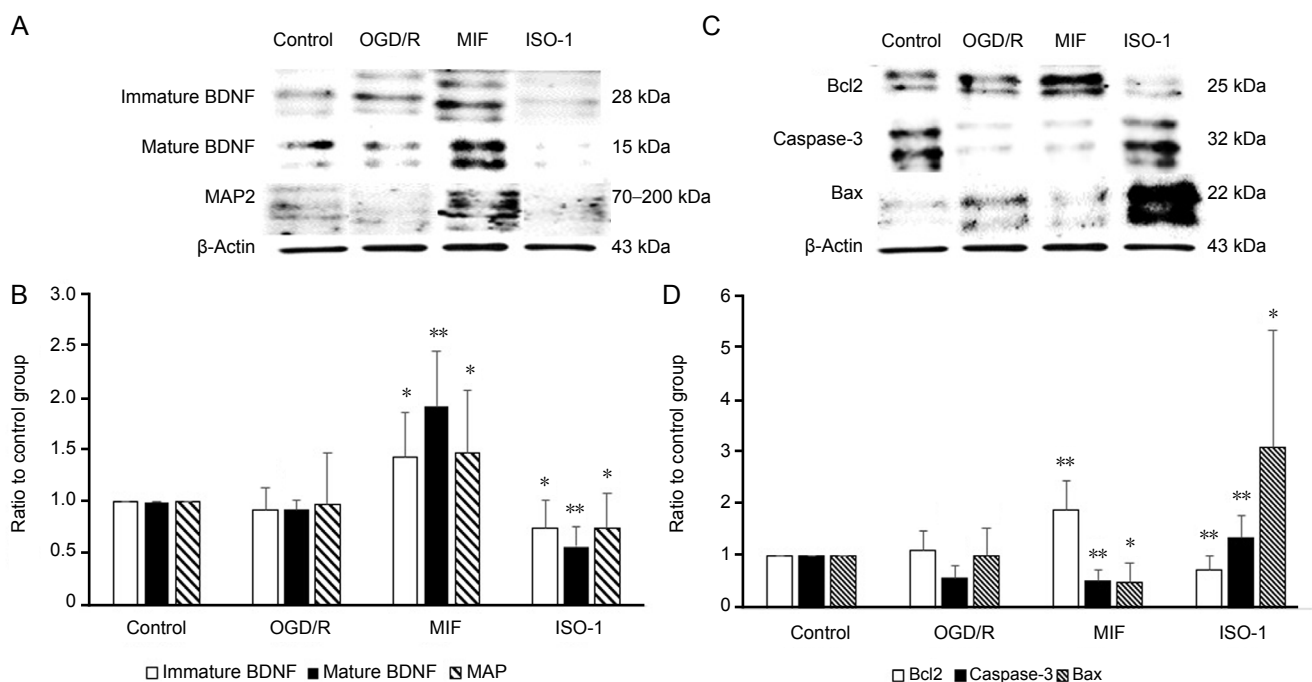 A
Control OGD/R MIF ISO-1
Immature BDNF 28 kDa
Mature BDNF 15 kDa
MAP2 70–200 kDa
β-Actin 43 kDa
C
Control OGD/R MIF ISO-1
Bcl2 25 kDa
Caspase-3 32 kDa
Bax 22 kDa
β-Actin 43 kDa
B
Ratio to control group
3.0
2.5
2.0
1.5
1.0
0.5
0
* ** *
* ** *
Control OGD/R MIF ISO-1
Immature BDNF Mature BDNF MAP
D
Ratio to control group
6
5
4
3
2
1
0
** ** *
** ** *
Control OGD/R MIF ISO-1
Bcl2 Caspase-3 Bax